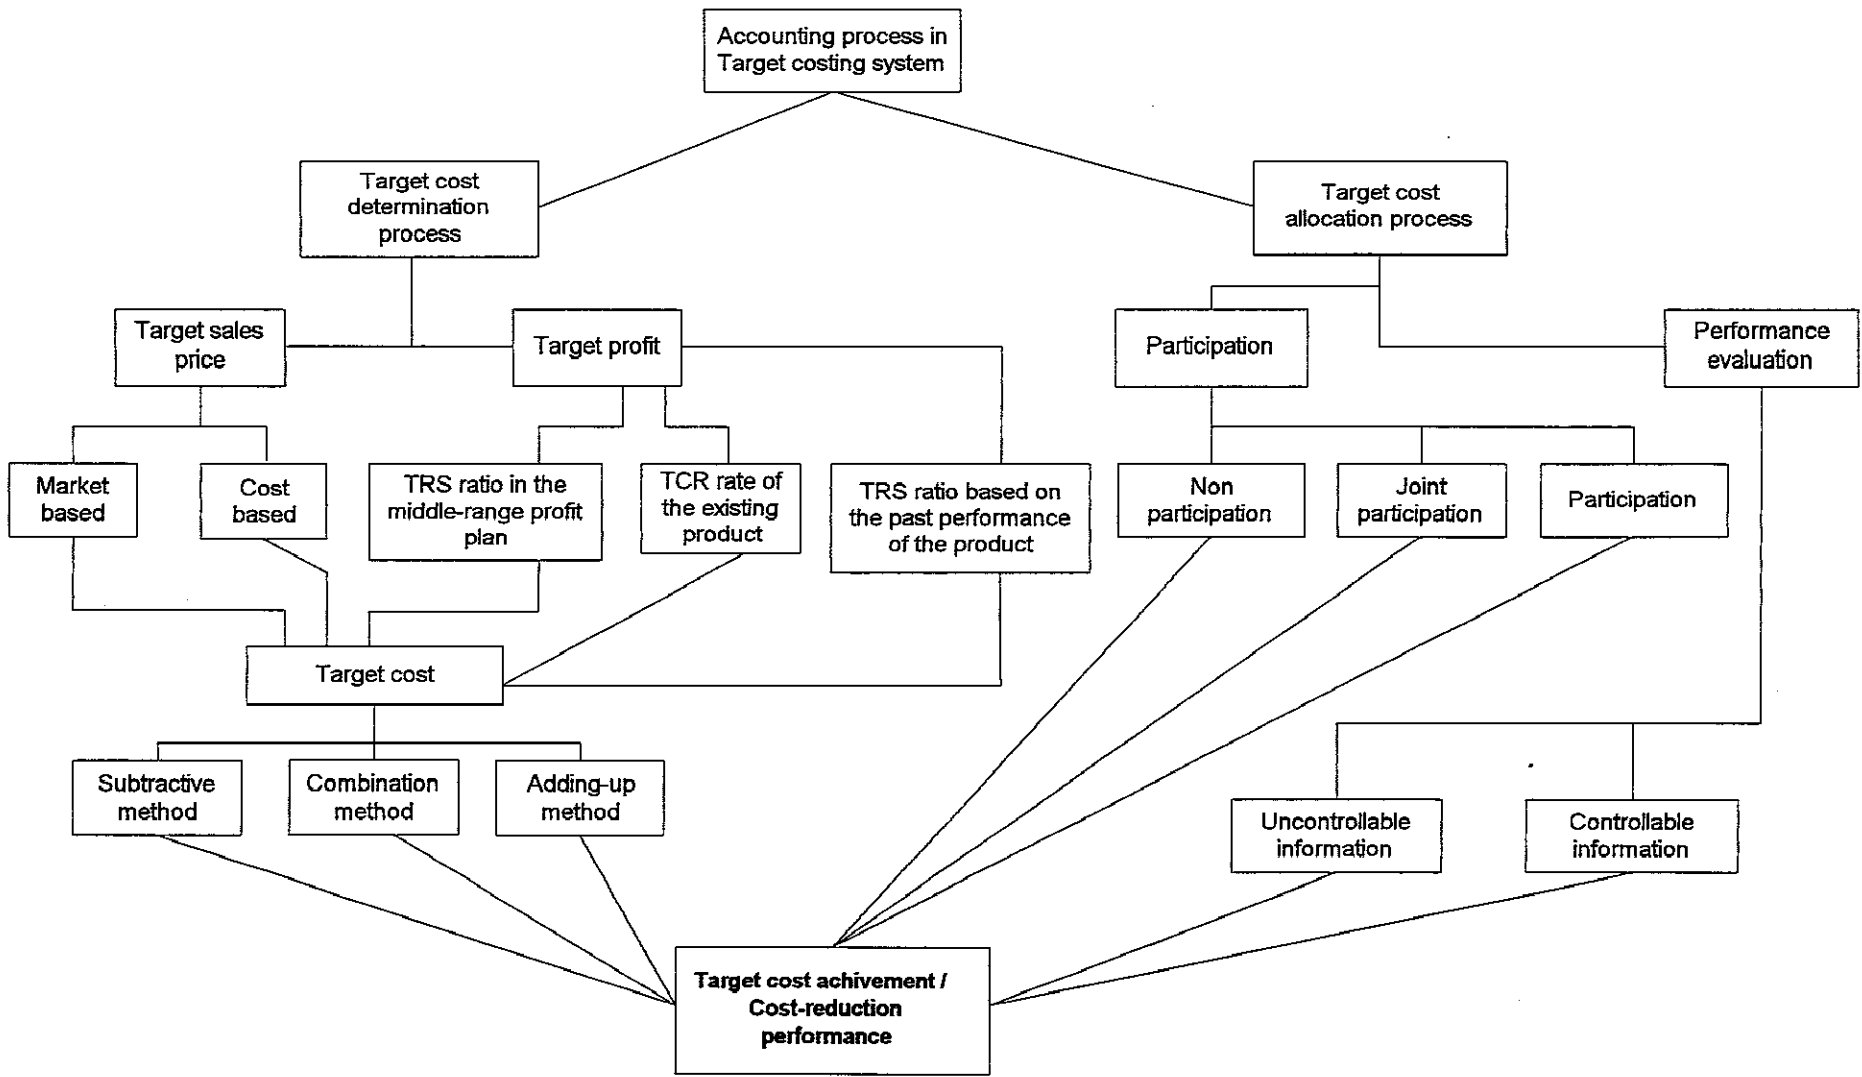 Accounting process in
Target costing system
Target cost
determination
process
Target cost
allocation process
Target sales
price
Target profit
Participation
Performance
evaluation
Market
based
Cost
based
TRS ratio in the
middle-range profit
plan
TCR rate of
the existing
product
TRS ratio based on
the past performance
of the product
Non
participation
Joint
participation
Participation
Target cost
Subtractive
method
Combination
method
Adding-up
method
Uncontrollable
information
Controllable
information
Target cost achivement /
Cost-reduction
performance